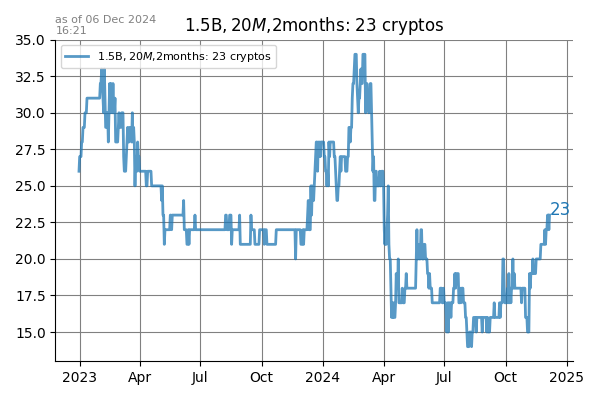 as of 06 Dec 2024
16:21
1.5B, 20M,2months: 23 cryptos
1.5B, 20M,2months: 23 cryptos
35.0
32.5
30.0
27.5
25.0
22.5
20.0
17.5
15.0
23
2023 Apr Jul Oct 2024 Apr Jul Oct 2025